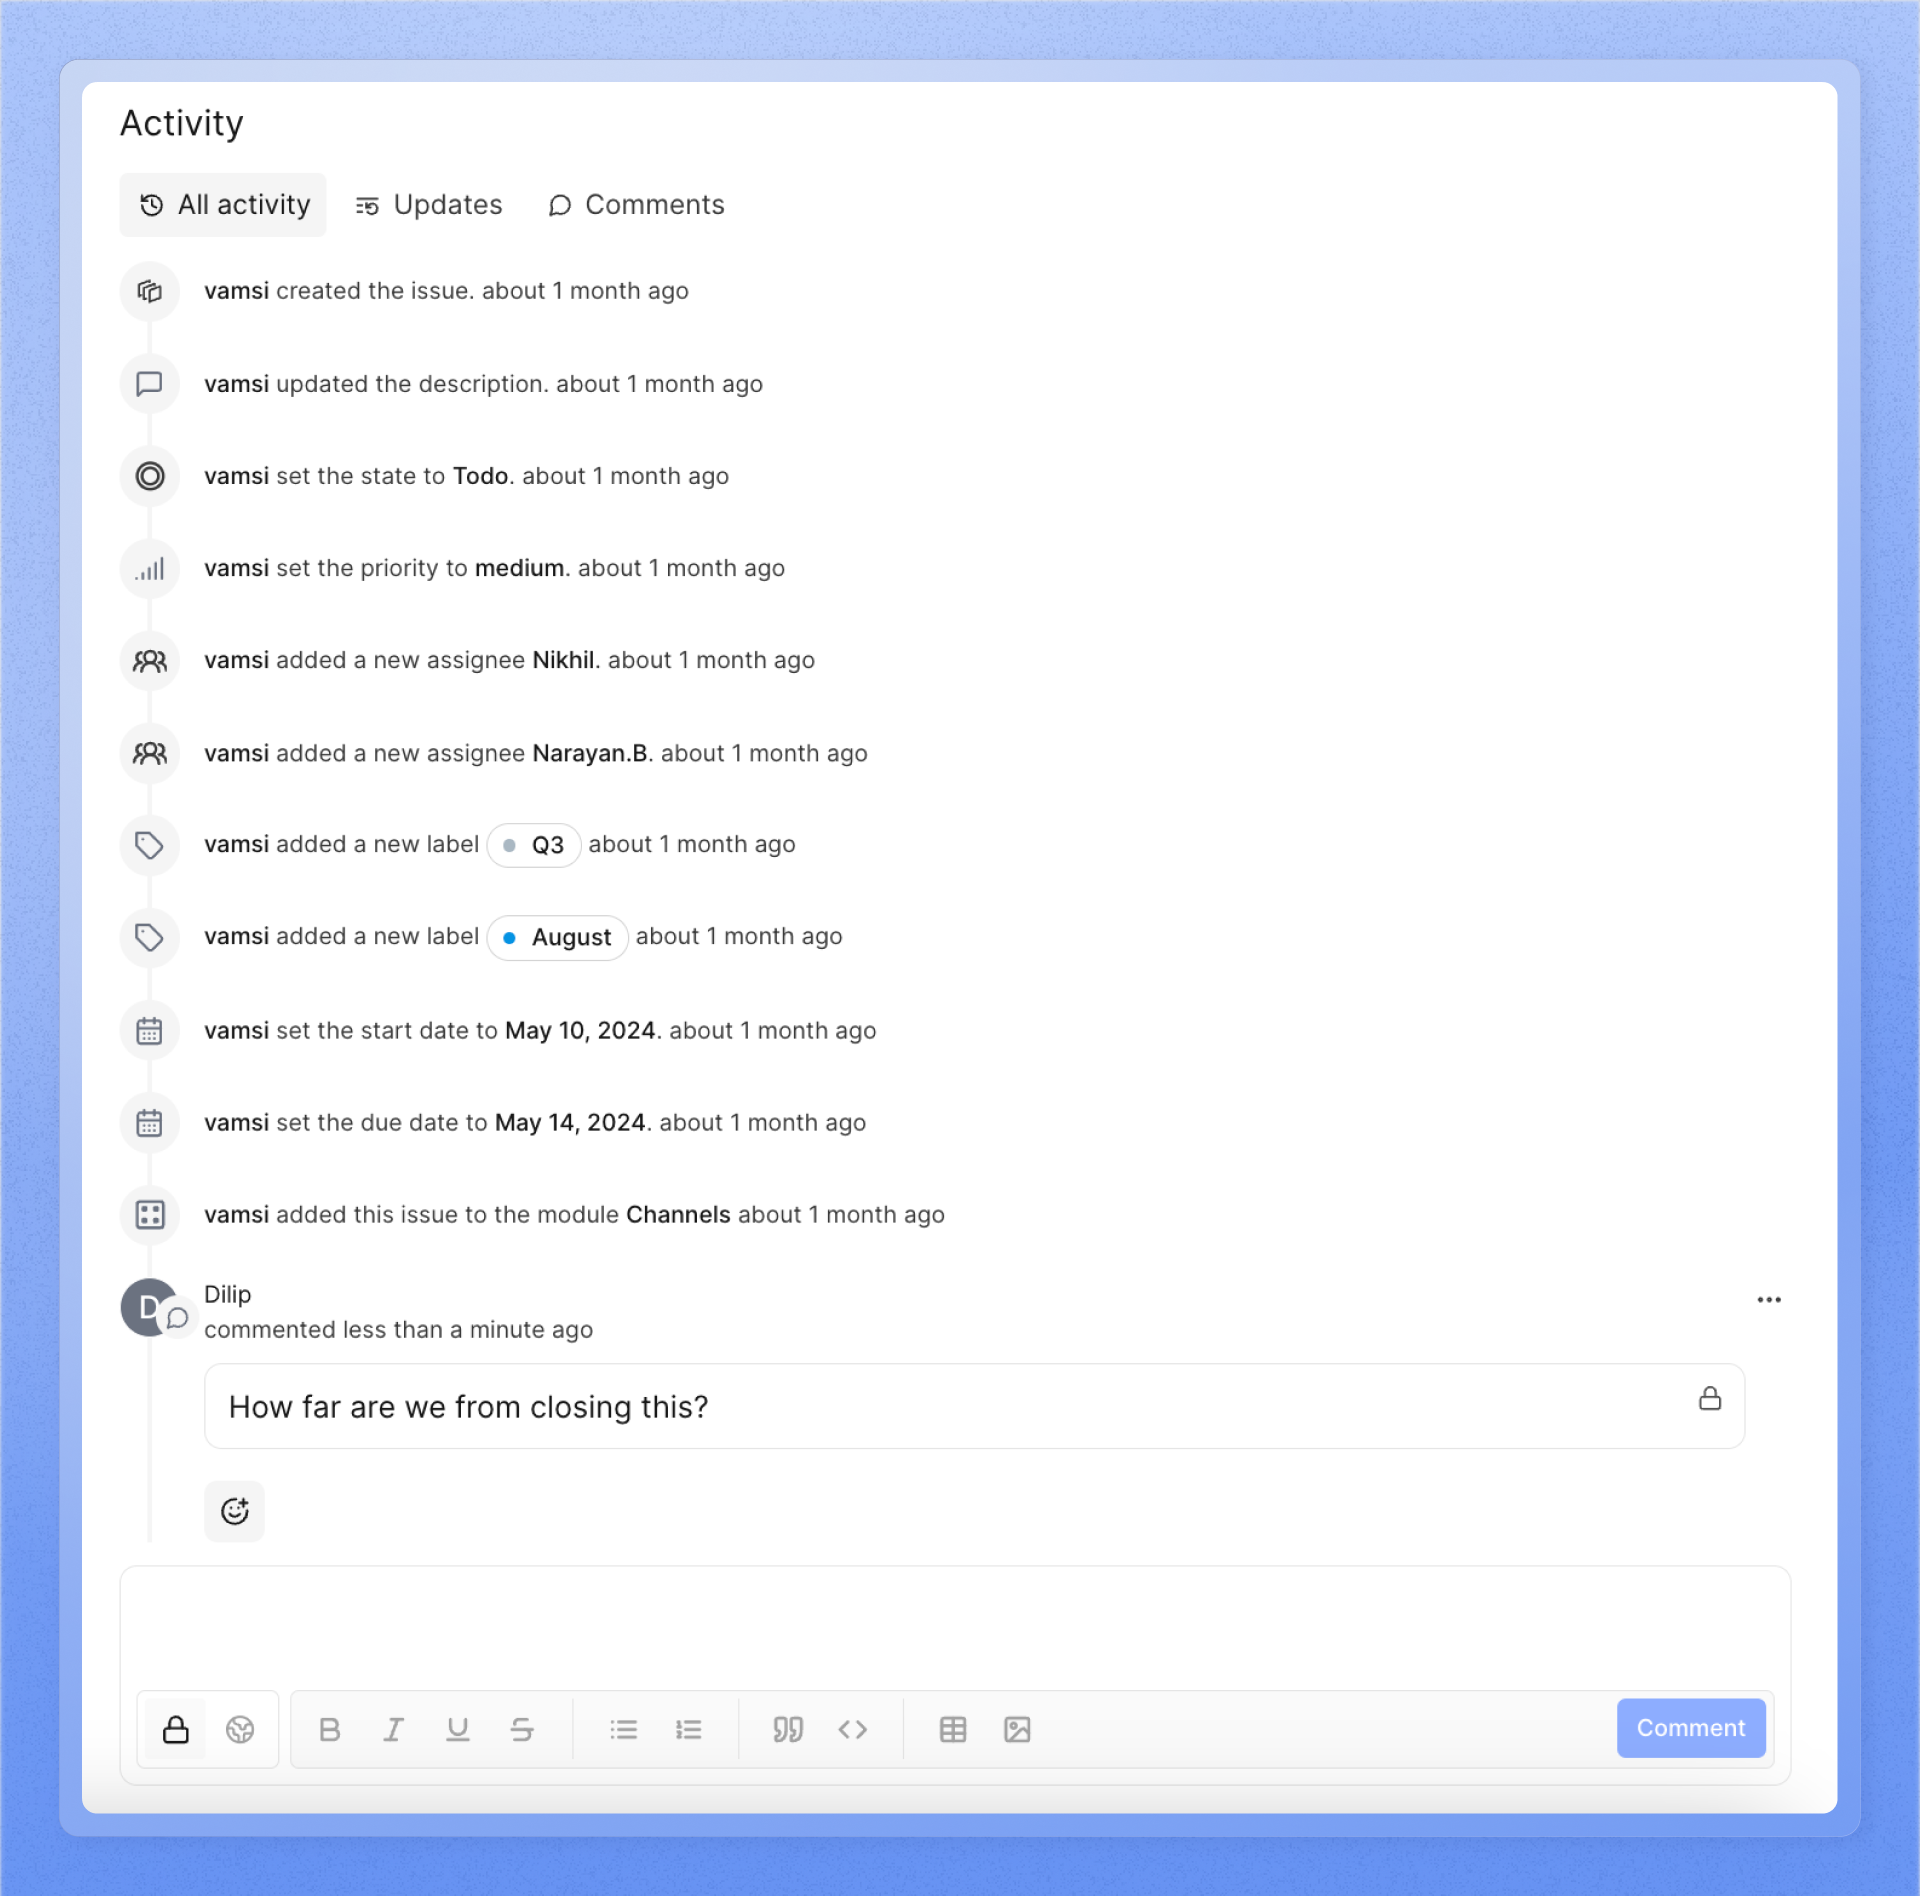 Activity
All activity Updates Comments
vamsi created the issue. about 1 month ago
vamsi updated the description. about 1 month ago
vamsi set the state to Todo. about 1 month ago
vamsi set the priority to medium. about 1 month ago
vamsi added a new assignee Nikhil. about 1 month ago
vamsi added a new assignee Narayan.B. about 1 month ago
vamsi added a new label Q3 about 1 month ago
vamsi added a new label August about 1 month ago
vamsi set the start date to May 10, 2024. about 1 month ago
vamsi set the due date to May 14, 2024. about 1 month ago
vamsi added this issue to the module Channels about 1 month ago
D Dilip
commented less than a minute ago
How far are we from closing this?
Comment